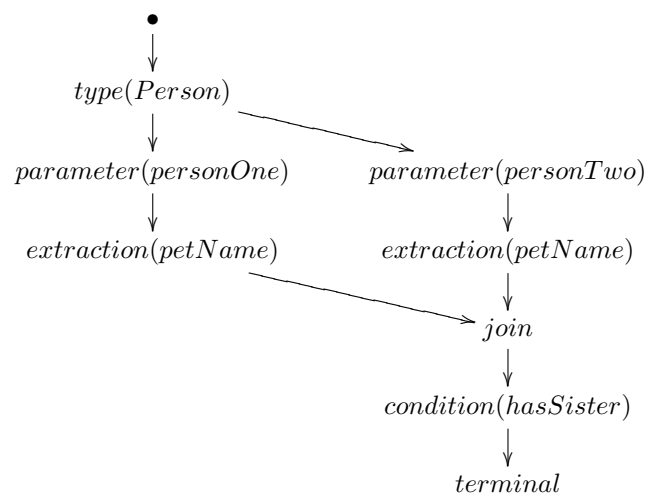 type(Person)
parameter(personOne)
parameter(personTwo)
extraction(petName)
extraction(petName)
join
condition(hasSister)
terminal